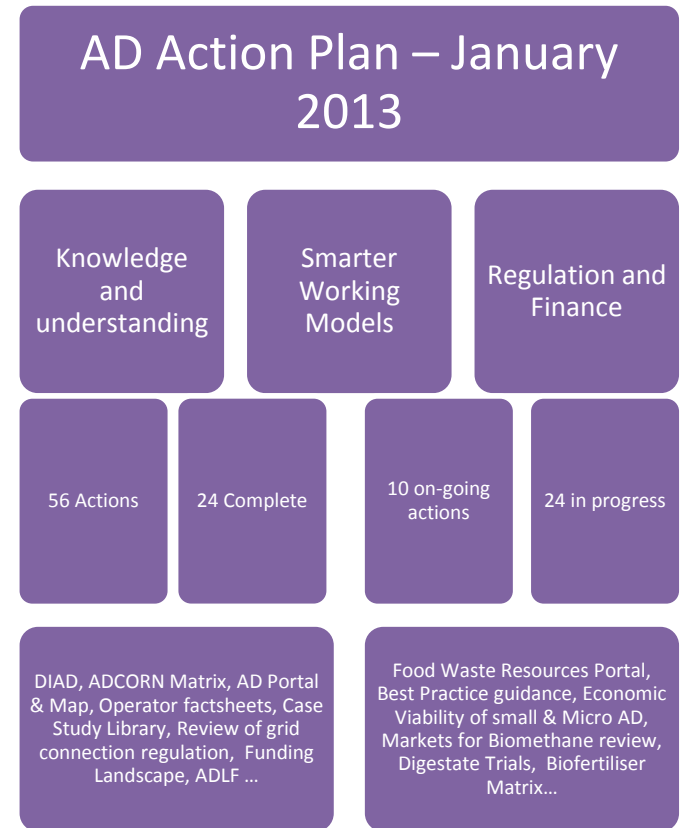 AD Action Plan – January
2013
Knowledge
and
understanding
Smarter
Working
Models
Regulation and
Finance
56 Actions
24 Complete
10 on-going
actions
24 in progress
DIAD, ADCORN Matrix, AD Portal
& Map, Operator factsheets, Case
Study Library, Review of grid
connection regulation, Funding
Landscape, ADLF ...
Food Waste Resources Portal,
Best Practice guidance, Economic
Viability of small & Micro AD,
Markets for Biomethane review,
Digestate Trials, Biofertiliser
Matrix...